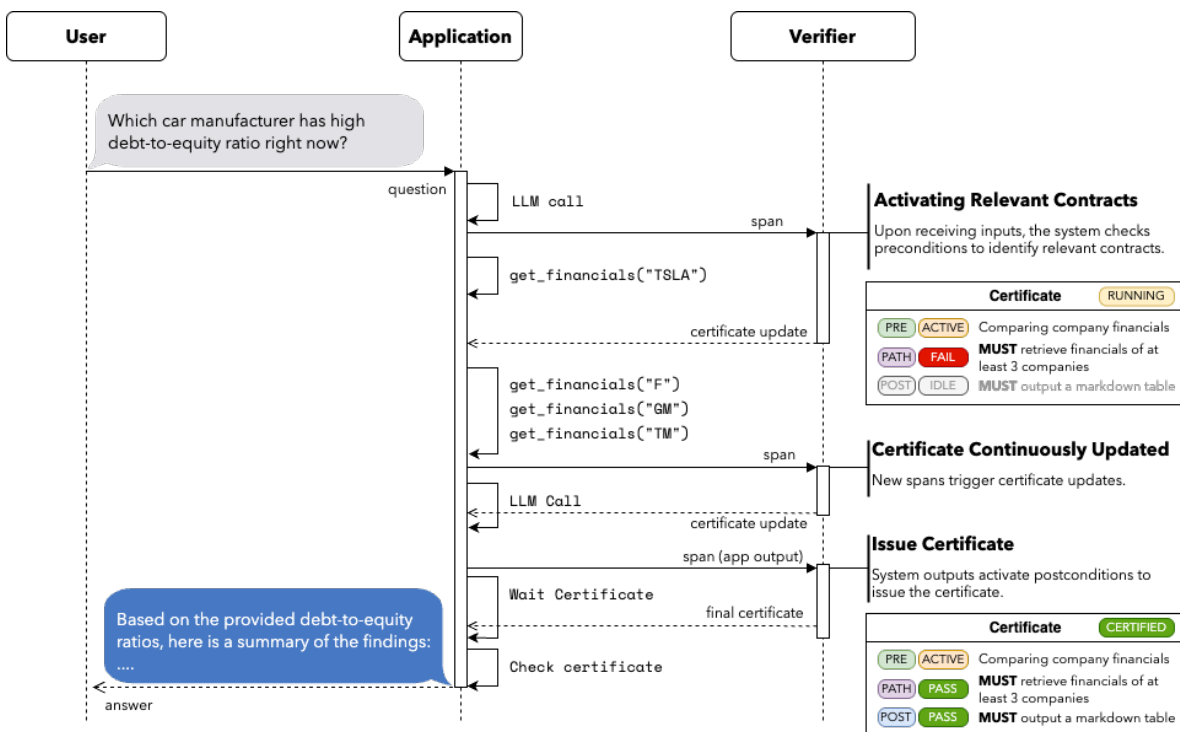 User
Application
Verifier
Which car manufacturer has high
debt-to-equity ratio right now?
question
LLM call
span
Activating Relevant Contracts
Upon receiving inputs, the system checks
preconditions to identify relevant contracts.
get_financials("TSLA")
certificate update
Certificate RUNNING
PRE ACTIVE Comparing company financials
PATH FAIL MUST retrieve financials of at
least 3 companies
POST IDLE MUST output a markdown table
get_financials("F")
get_financials("GM")
get_financials("TM")
span
Certificate Continuously Updated
New spans trigger certificate updates.
LLM Call
certificate update
span (app output)
Issue Certificate
System outputs activate postconditions to
issue the certificate.
Wait Certificate
final certificate
Based on the provided debt-to-equity
ratios, here is a summary of the findings:
....
Check certificate
answer
Certificate CERTIFIED
PRE ACTIVE Comparing company financials
PATH PASS MUST retrieve financials of at
least 3 companies
POST PASS MUST output a markdown table